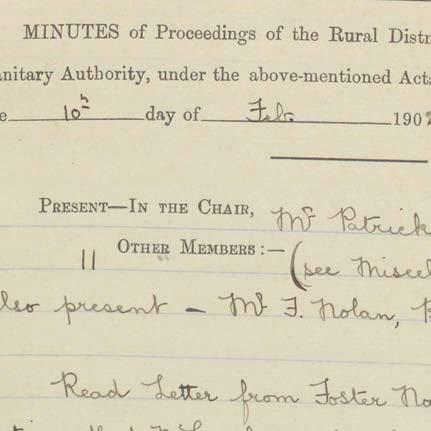 MINUTES of Proceedings of the Rural Distr
anitary Authority, under the above-mentioned Acts
e 10th day of Feb. 190
PRESENT—IN THE CHAIR, Mr Patrick
11 OTHER MEMBERS:— (see Miscel
lso present - Mr F. Nolan,
Read Letter from Foster No